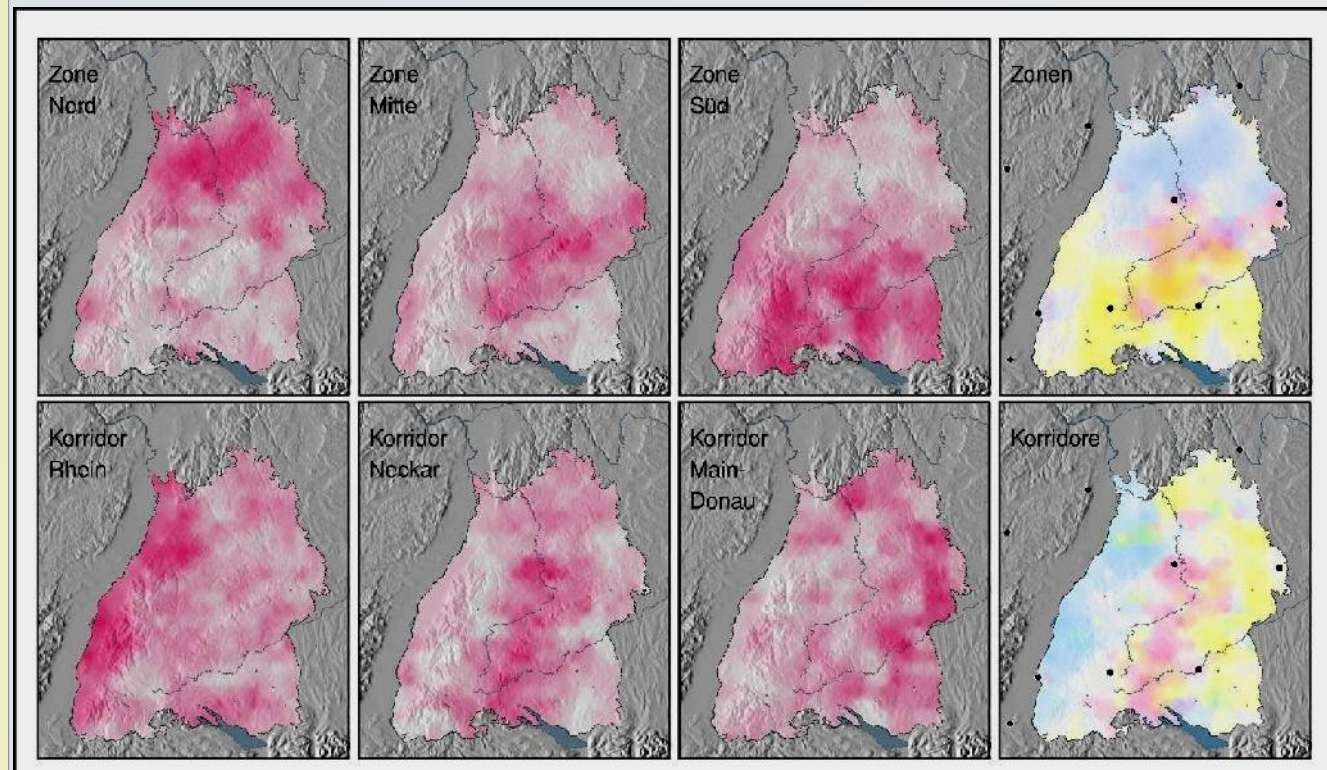 Zone
Nord
Zone
Mitte
Zone
Süd
Zonen
Korridor
Rhein
Korridor
Neckar
Korridor
Main-
Donau
Korridore